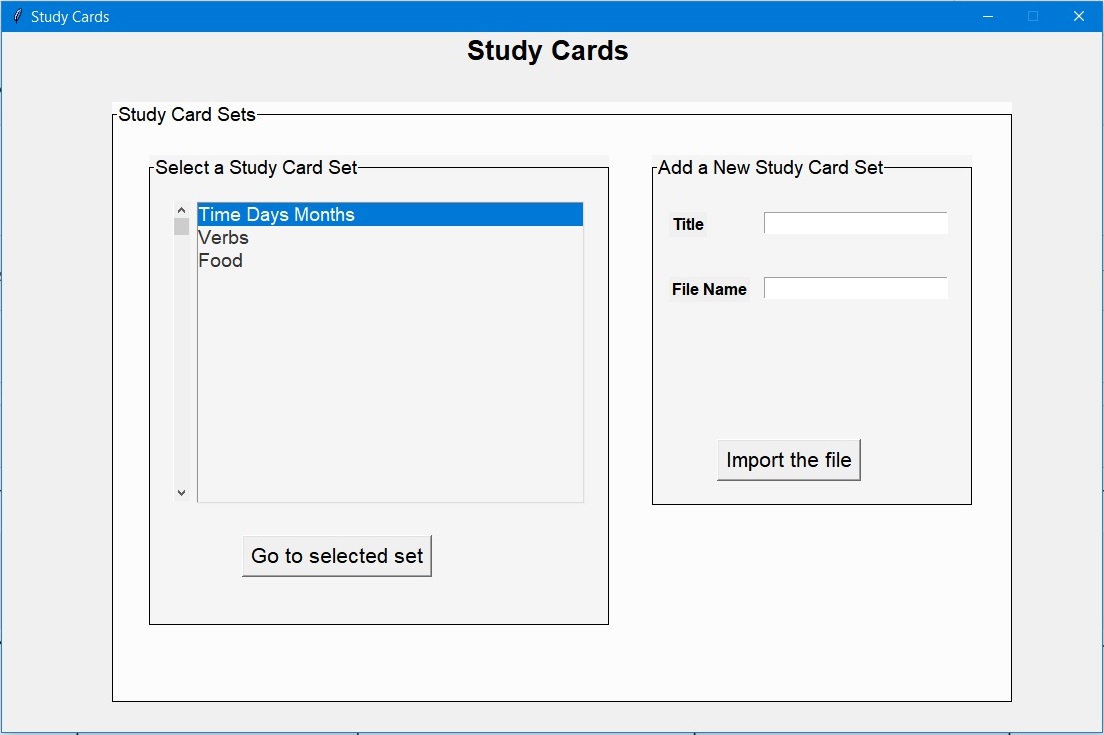 Study Cards
Study Cards
Study Card Sets
Select a Study Card Set
Time Days Months
Verbs
Food
Go to selected set
Add a New Study Card Set
Title
File Name
Import the file